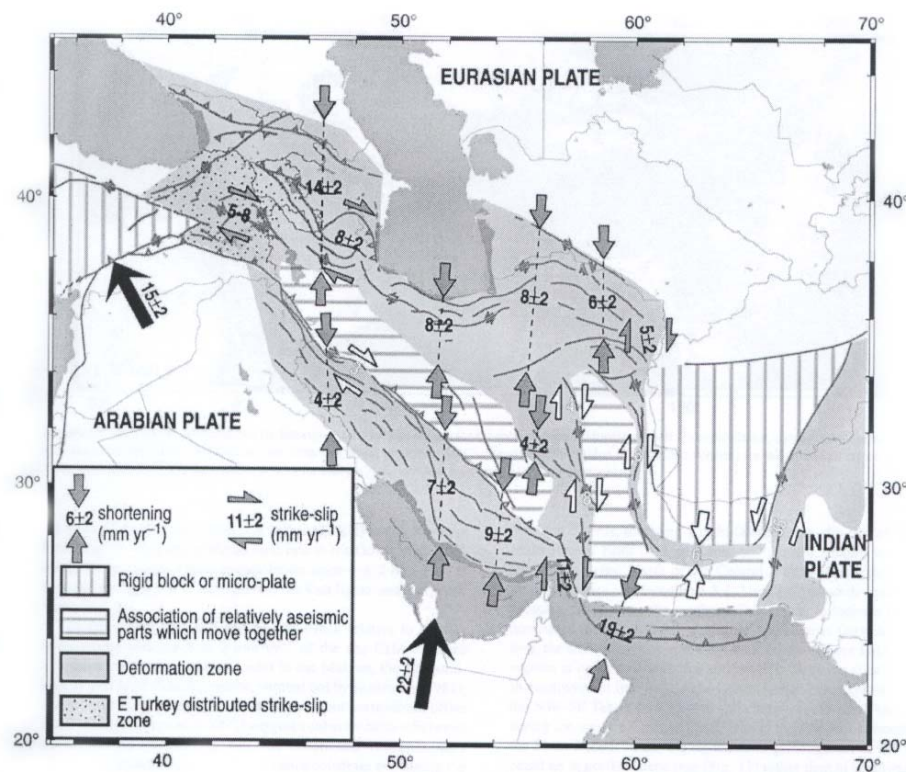 40° 50° 60° 70°
EURASIAN PLATE
40° 40°
14±2
5-8
8±2
15±2
8±2
8±2
6±2
5±2
ARABIAN PLATE
4±2
4±2
30° 30°
7±2
9±2
11±2
INDIAN
PLATE
19±2
22±2
6±2 shortening
(mm yr⁻¹)
11±2 strike-slip
(mm yr⁻¹)
Rigid block or micro-plate
Association of relatively aseismic
parts which move together
Deformation zone
E Turkey distributed strike-slip
zone
20° 20°
40° 50° 60° 70°